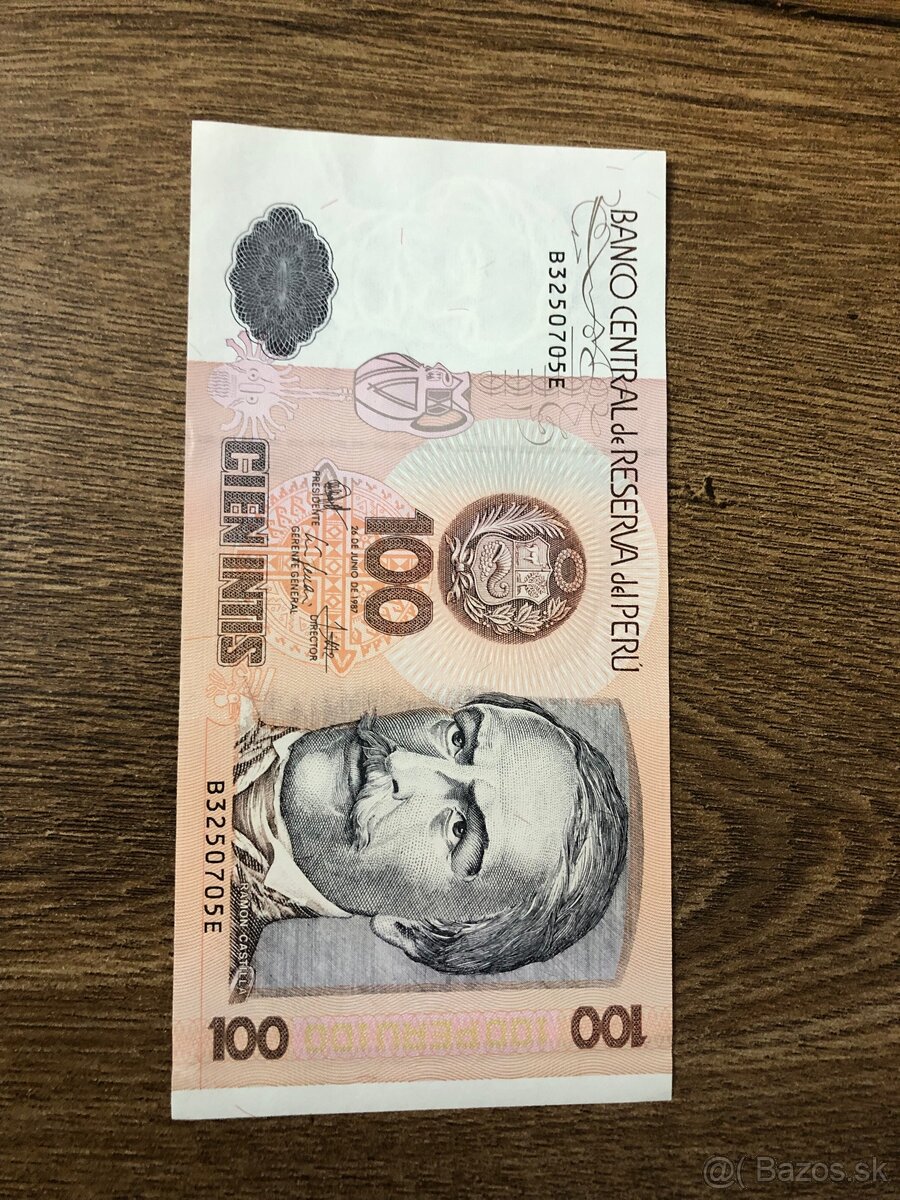 BANCO CENTRAL de RESERVA del PERÚ
B3250705E
100
26 DE JUNIO DE 1987
PRESIDENTE
GERENTE GENERAL
DIRECTOR
CIEN INTIS
RAMON CASTILLA
B3250705E
100
100 PERU 100
100
@( Bazos.sk